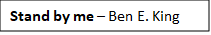 Stand by me – Ben E. King